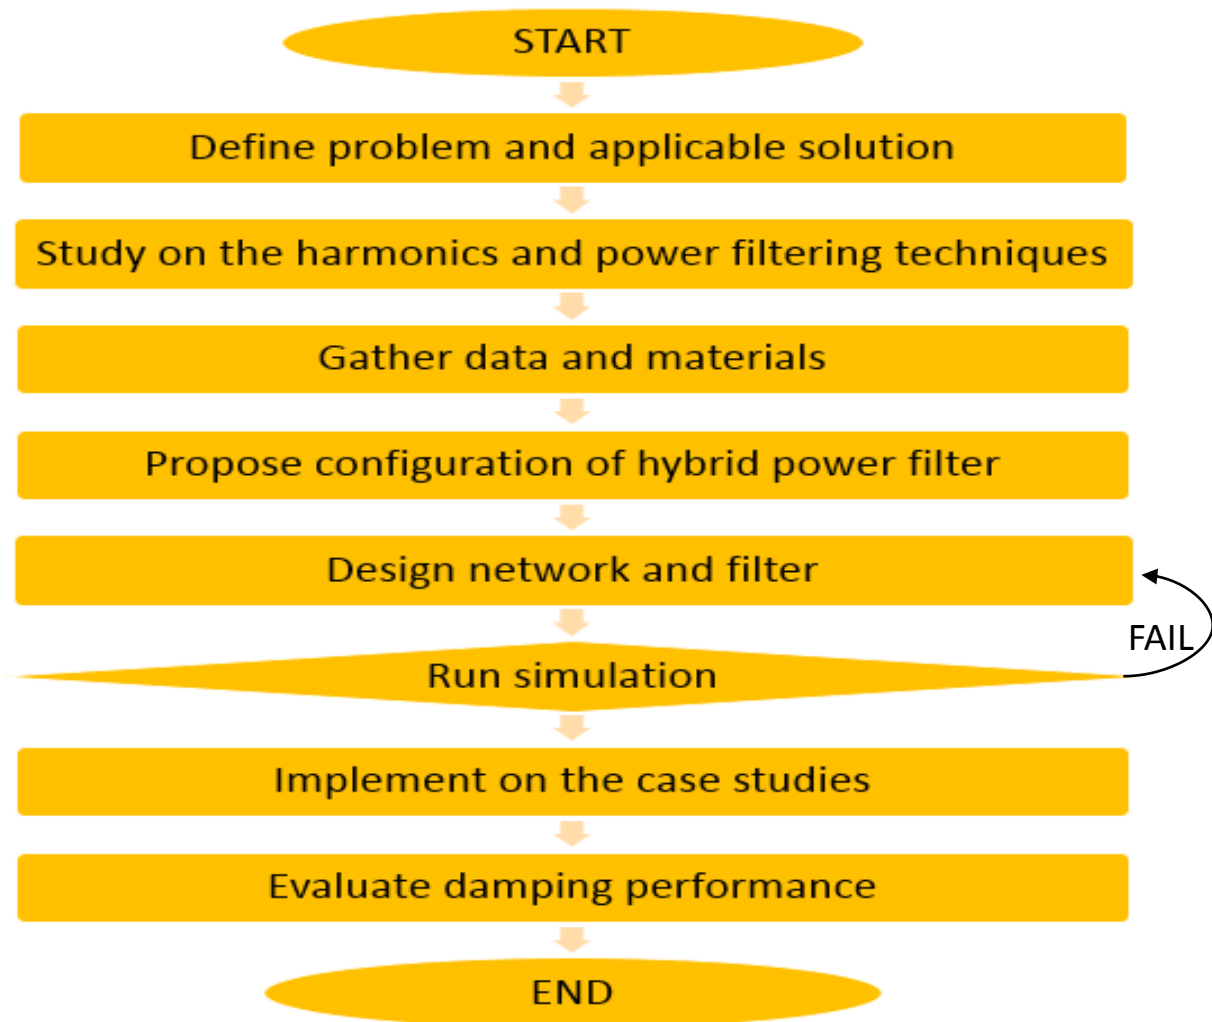 START
Define problem and applicable solution
Study on the harmonics and power filtering techniques
Gather data and materials
Propose configuration of hybrid power filter
Design network and filter
FAIL
Run simulation
Implement on the case studies
Evaluate damping performance
END